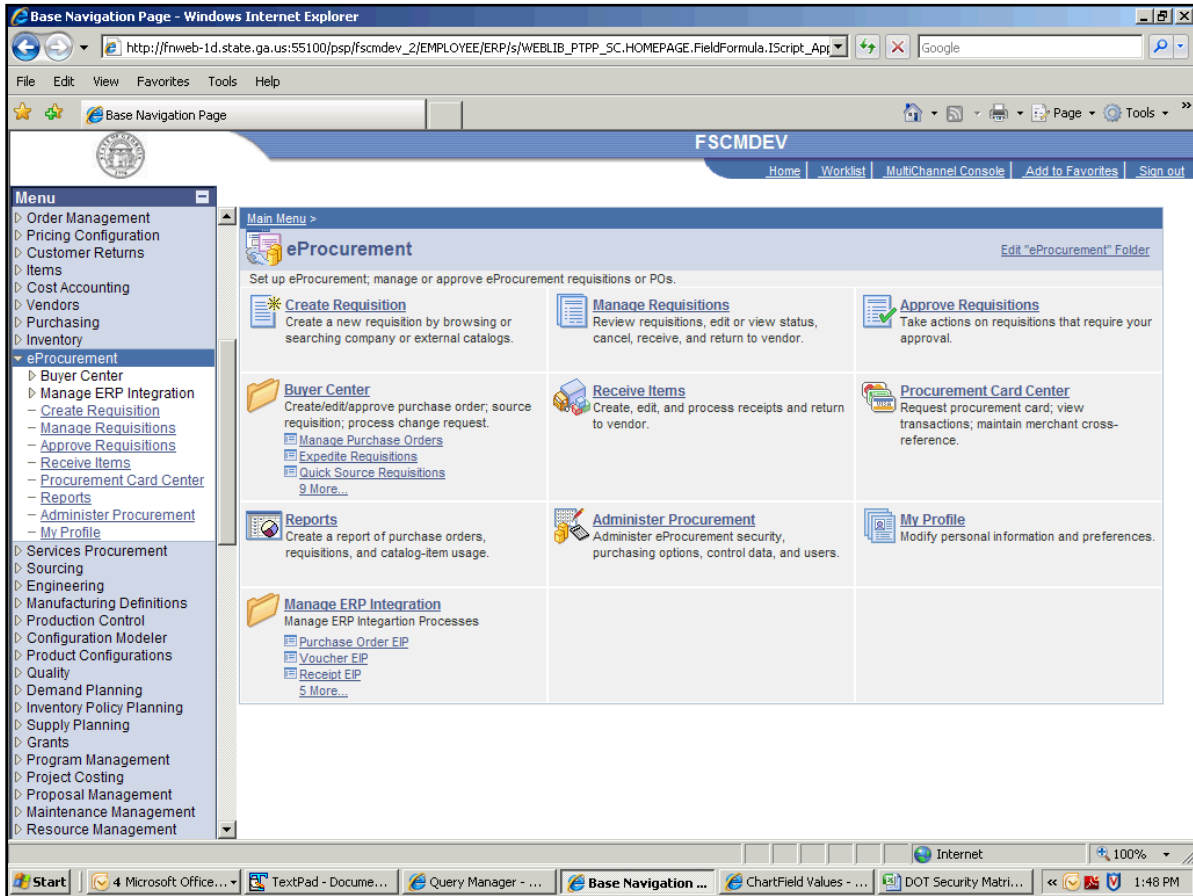 Base Navigation Page - Windows Internet Explorer
http://fnweb-1d.state.ga.us:55100/psp/fscmdev_2/EMPLOYEE/ERP/s/WEBLIB_PTPP_SC.HOMEPAGE.FieldFormula.IScript_App
Google
File Edit View Favorites Tools Help
Base Navigation Page
Page Tools »
FSCMDEV
Home Worklist MultiChannel Console Add to Favorites Sign out
Menu
Order Management
Pricing Configuration
Customer Returns
Items
Cost Accounting
Vendors
Purchasing
Inventory
eProcurement
Buyer Center
Manage ERP Integration
– Create Requisition
– Manage Requisitions
– Approve Requisitions
– Receive Items
– Procurement Card Center
– Reports
– Administer Procurement
– My Profile
Services Procurement
Sourcing
Engineering
Manufacturing Definitions
Production Control
Configuration Modeler
Product Configurations
Quality
Demand Planning
Inventory Policy Planning
Supply Planning
Grants
Program Management
Project Costing
Proposal Management
Maintenance Management
Resource Management
Main Menu >
eProcurement
Edit "eProcurement" Folder
Set up eProcurement; manage or approve eProcurement requisitions or POs.
Create Requisition
Create a new requisition by browsing or
searching company or external catalogs.
Manage Requisitions
Review requisitions, edit or view status,
cancel, receive, and return to vendor.
Approve Requisitions
Take actions on requisitions that require your
approval.
Buyer Center
Create/edit/approve purchase order; source
requisition; process change request.
Manage Purchase Orders
Expedite Requisitions
Quick Source Requisitions
9 More...
Receive Items
Create, edit, and process receipts and return
to vendor.
Procurement Card Center
Request procurement card; view
transactions; maintain merchant cross-
reference.
Reports
Create a report of purchase orders,
requisitions, and catalog-item usage.
Administer Procurement
Administer eProcurement security,
purchasing options, control data, and users.
My Profile
Modify personal information and preferences.
Manage ERP Integration
Manage ERP Integartion Processes
Purchase Order EIP
Voucher EIP
Receipt EIP
5 More...
Internet
100%
Start
4 Microsoft Office...
TextPad - Docume...
Query Manager - ...
Base Navigation ...
ChartField Values - ...
DOT Security Matri...
«
1:48 PM